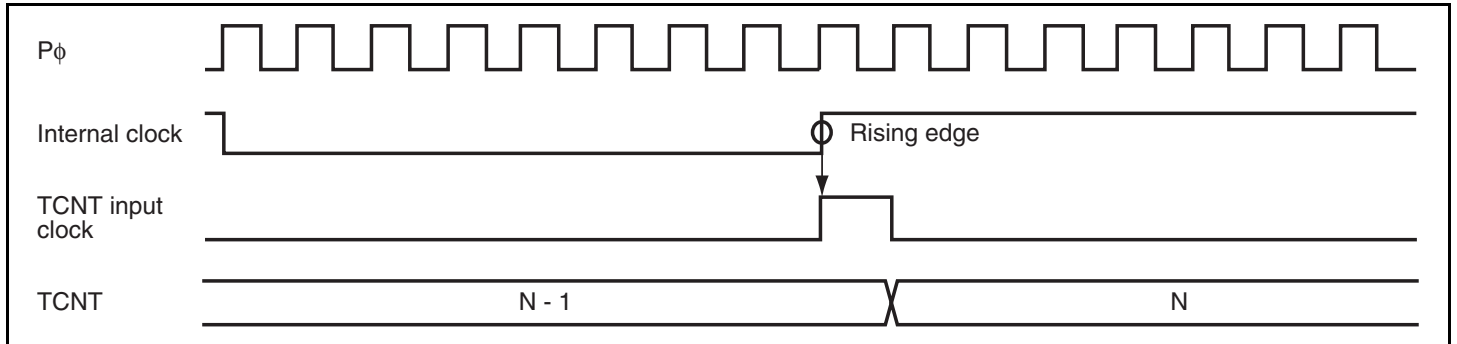 Pφ
Internal clock
Rising edge
TCNT input
clock
TCNT
N - 1
N